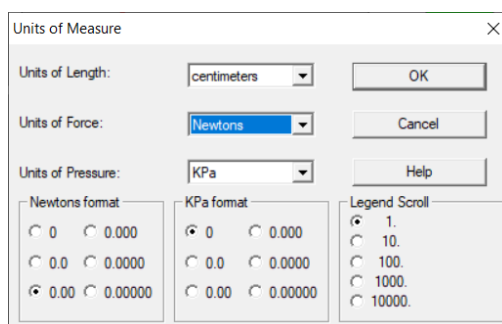 Units of Measure
Units of Length: centimeters OK
Units of Force: Newtons Cancel
Units of Pressure: KPa Help
Newtons format KPa format Legend Scroll
0 0.000 0 0.000 1.
0.0 0.0000 0.0 0.0000 10.
0.00 0.00000 0.00 0.00000 100.
1000.
10000.